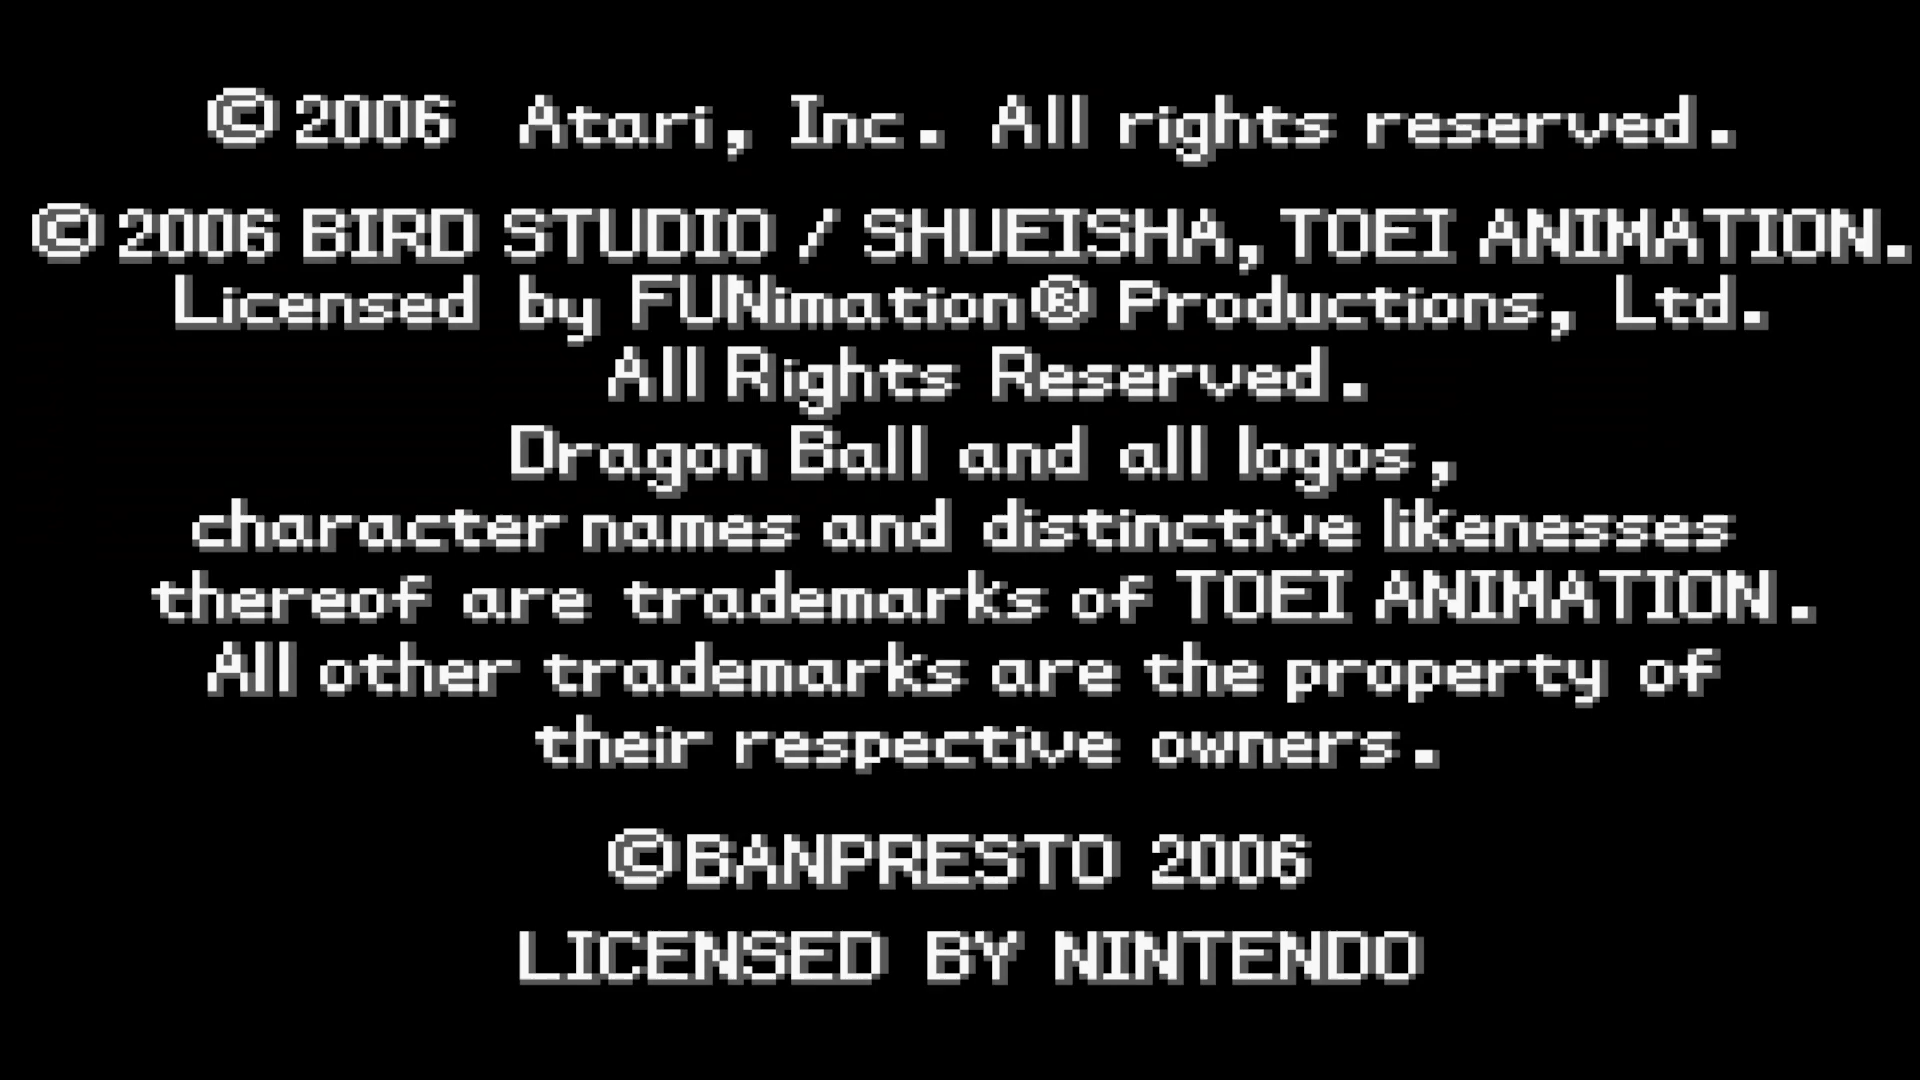 © 2006 Atari, Inc. All rights reserved.
© 2006 BIRD STUDIO / SHUEISHA, TOEI ANIMATION.
Licensed by FUNimation® Productions, Ltd.
All Rights Reserved.
Dragon Ball and all logos,
character names and distinctive likenesses
thereof are trademarks of TOEI ANIMATION.
All other trademarks are the property of
their respective owners.
©BANPRESTO 2006
LICENSED BY NINTENDO